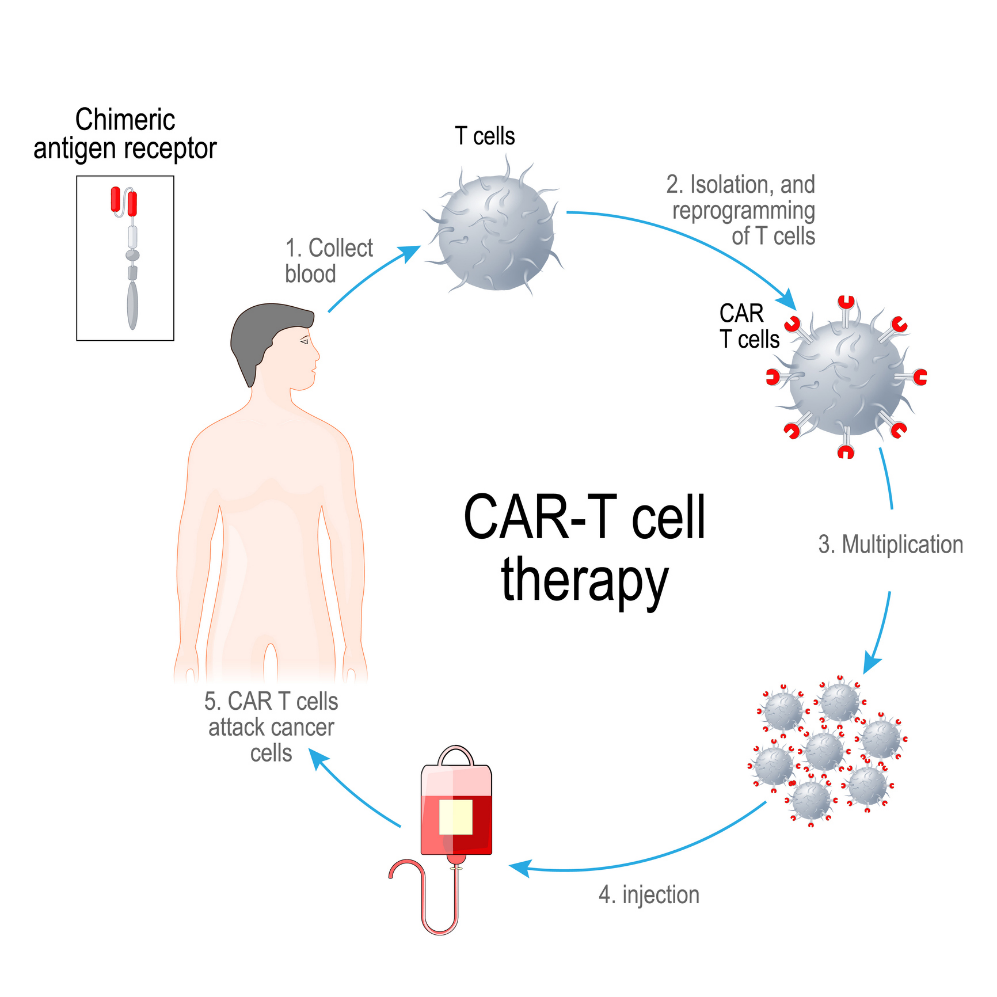 Chimeric
antigen receptor
T cells
1. Collect
blood
2. Isolation, and
reprogramming
of T cells
CAR
T cells
CAR-T cell
therapy
3. Multiplication
5. CAR T cells
attack cancer
cells
4. injection